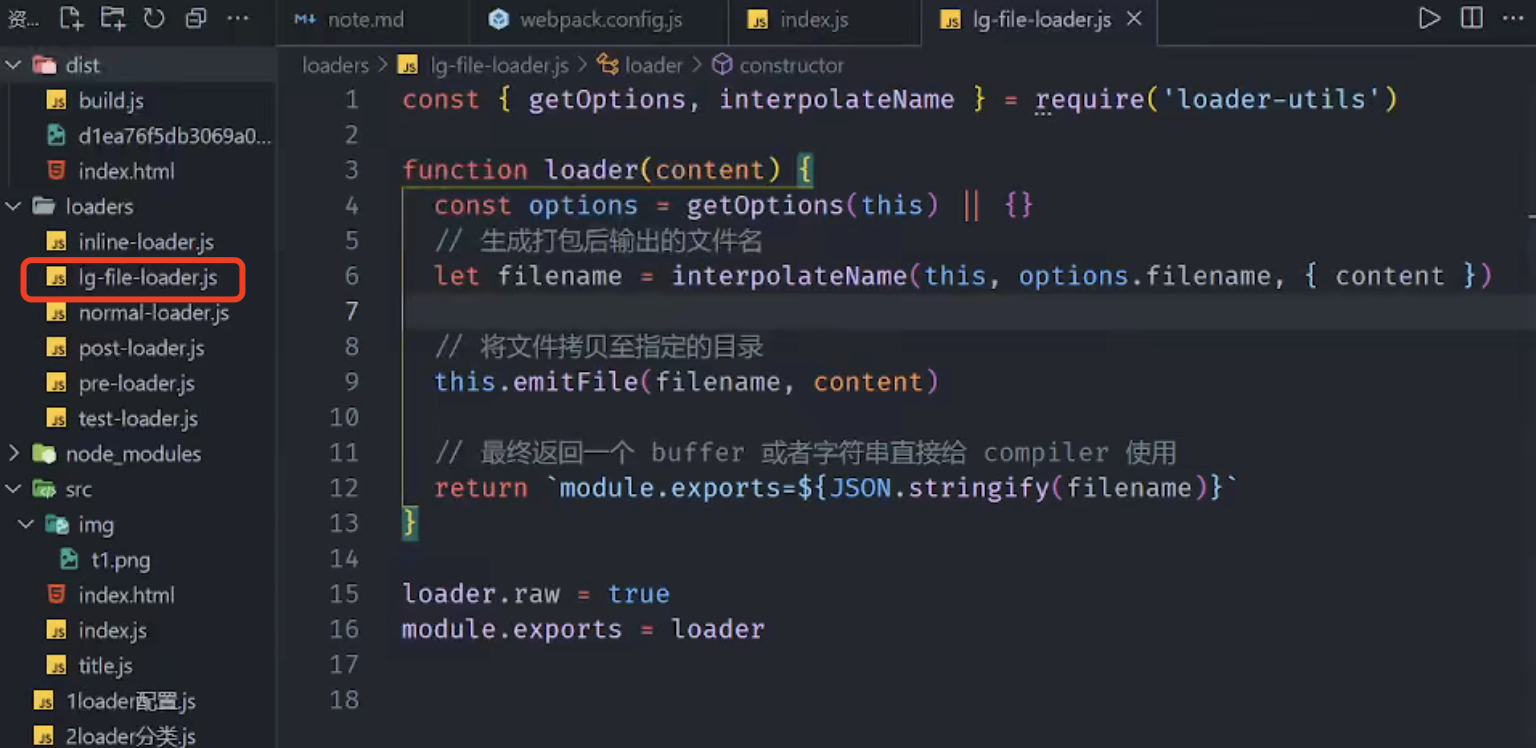 资...
note.md
webpack.config.js
index.js
lg-file-loader.js
dist
build.js
d1ea76f5db3069a0...
index.html
loaders
inline-loader.js
lg-file-loader.js
normal-loader.js
post-loader.js
pre-loader.js
test-loader.js
node_modules
src
img
t1.png
index.html
index.js
title.js
1loader配置.js
2loader分类.js
loaders > lg-file-loader.js > loader > constructor
1 const { getOptions, interpolateName } = require('loader-utils')
2
3 function loader(content) {
4 const options = getOptions(this) || {}
5 // 生成打包后输出的文件名
6 let filename = interpolateName(this, options.filename, { content })
7
8 // 将文件拷贝至指定的目录
9 this.emitFile(filename, content)
10
11 // 最终返回一个 buffer 或者字符串直接给 compiler 使用
12 return `module.exports=${JSON.stringify(filename)}`
13 }
14
15 loader.raw = true
16 module.exports = loader
17
18